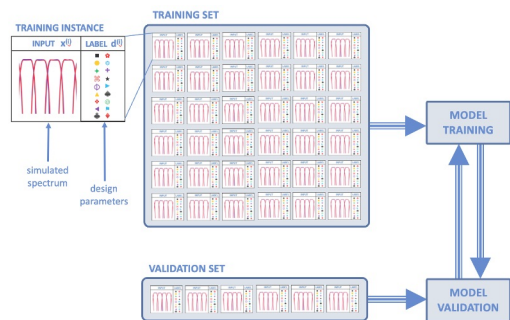 TRAINING SET
TRAINING INSTANCE
INPUT x(i)
LABEL d(i)
simulated
spectrum
design
parameters
MODEL
TRAINING
VALIDATION SET
MODEL
VALIDATION